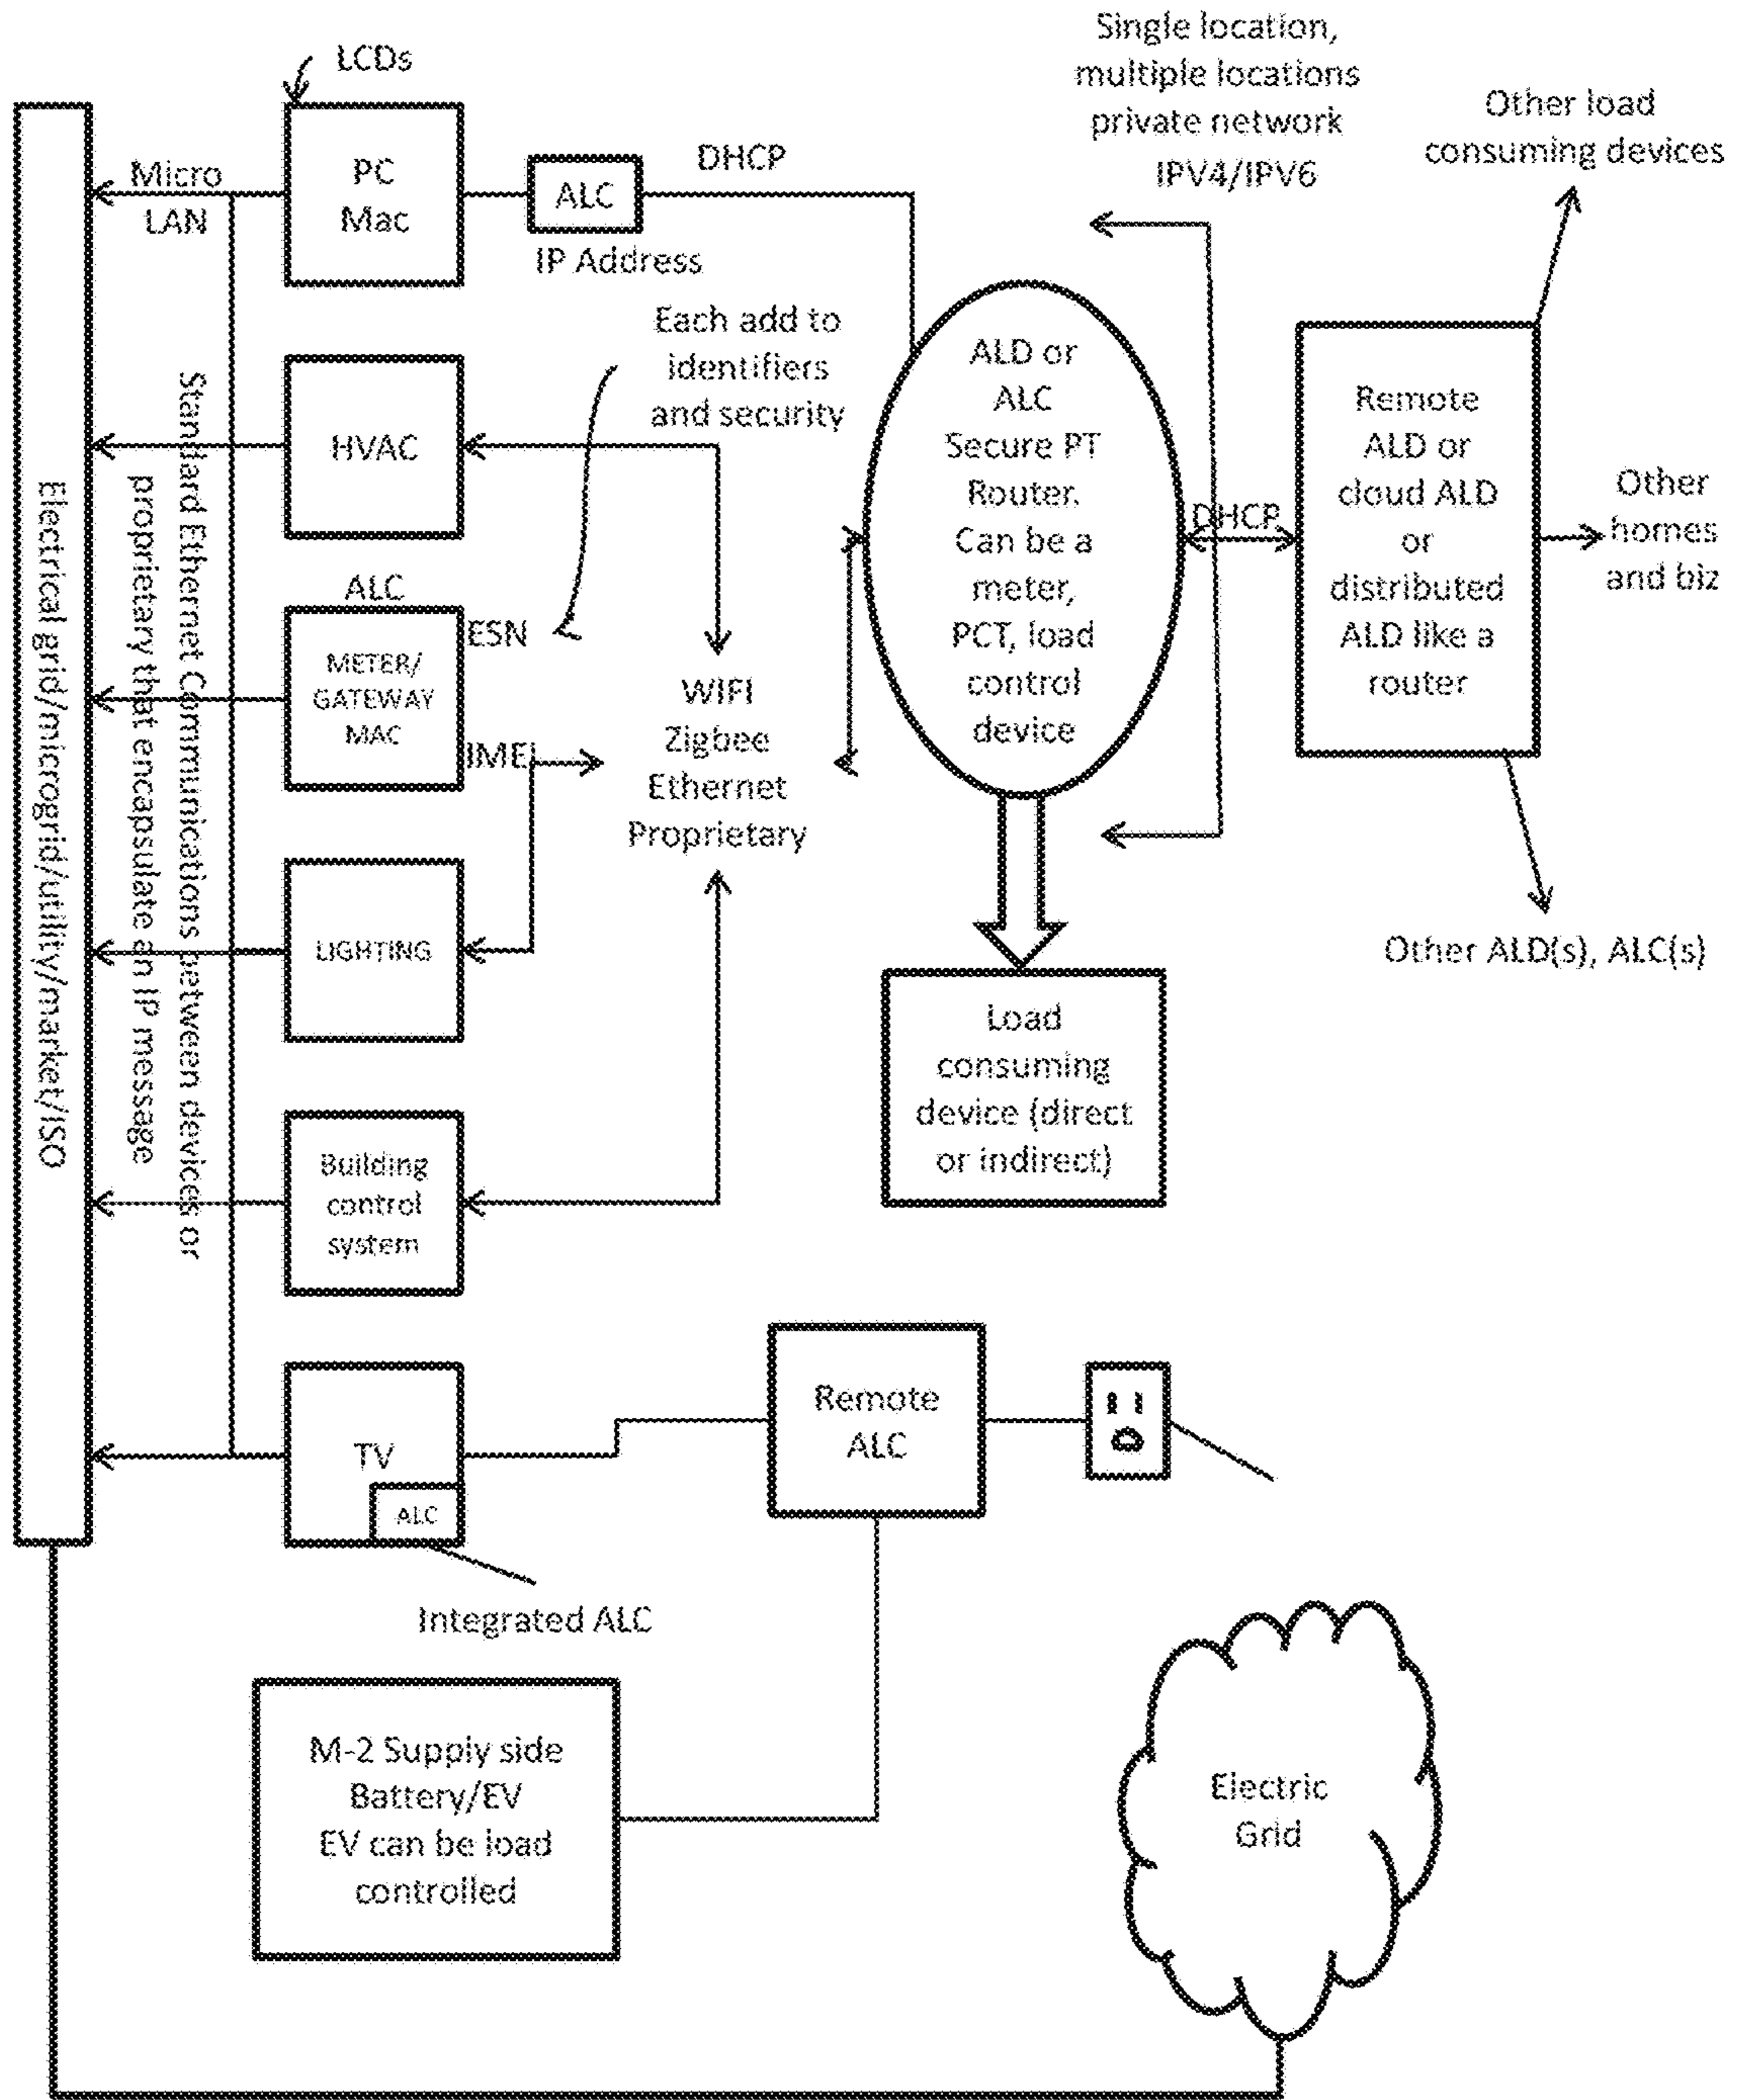 LCDs
Single location,
multiple locations
private network
IPV4/IPV6
Other load
consuming devices
Micro
LAN
PC
Mac
ALC
DHCP
IP Address
Each add to
identifiers
and security
HVAC
ALC
METER/
GATEWAY
MAC
ESN
IMEI
WIFI
Zigbee
Ethernet
Proprietary
LIGHTING
Building
control
system
TV
ALC
Integrated ALC
Electrical grid/microgrid/utility/market/ISO
Standard Ethernet Communications between devices or
proprietary that encapsulate an IP message
ALD or
ALC
Secure PT
Router.
Can be a
meter,
PCT, load
control
device
DHCP
Remote
ALD or
cloud ALD
or
distributed
ALD like a
router
Other
homes
and biz
Other ALD(s), ALC(s)
Load
consuming
device (direct
or indirect)
Remote
ALC
M-2 Supply side
Battery/EV
EV can be load
controlled
Electric
Grid